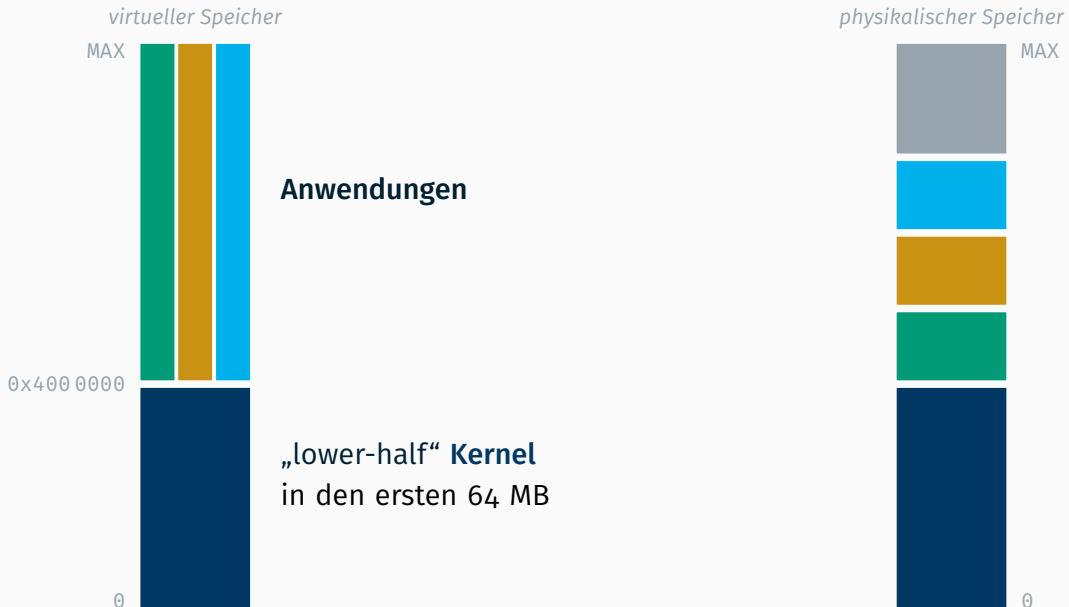 virtueller Speicher
physikalischer Speicher
MAX
MAX
Anwendungen
0x400 0000
„lower-half“ Kernel
in den ersten 64 MB
0
0